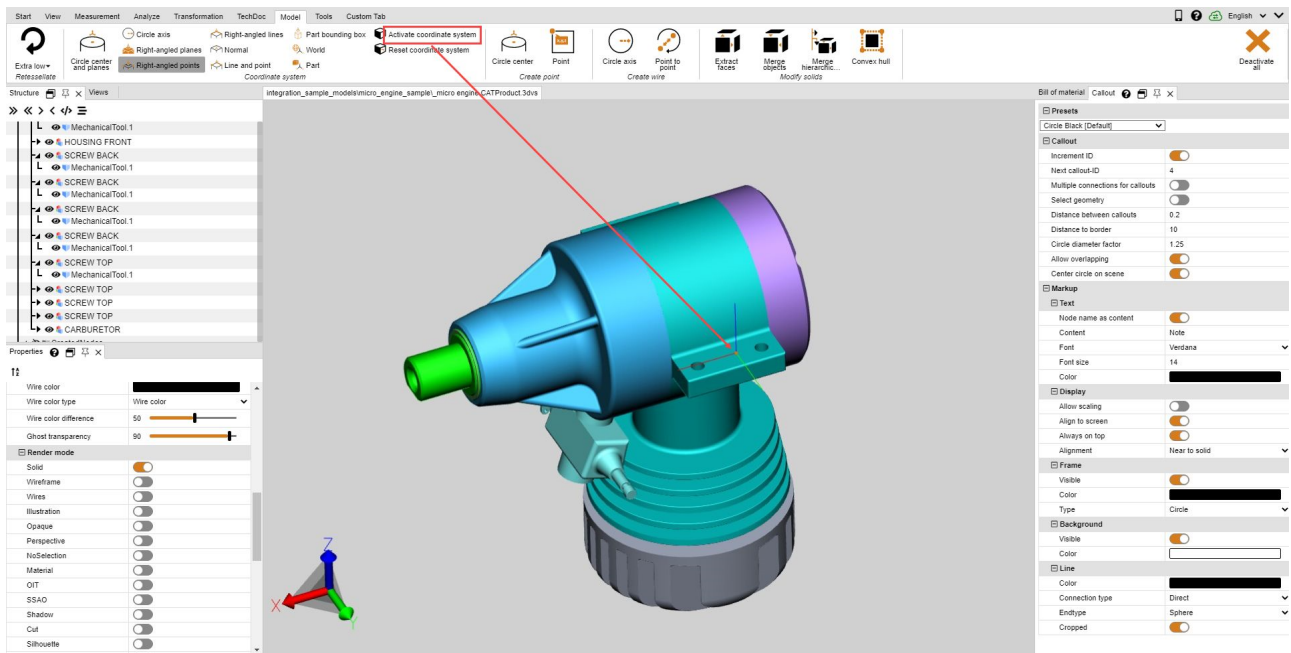 Start View Measurement Analyze Transformation TechDoc Model Tools Custom Tab English
Extra low
Retessellate
Circle center and planes
Circle axis
Right-angled planes
Right-angled points
Right-angled lines
Normal
Line and point
Part bounding box
World
Part
Activate coordinate system
Reset coordinate system
Coordinate system
Circle center
Point
Create point
Circle axis
Point to point
Create wire
Extract faces
Merge objects
Merge hierarchic...
Convex hull
Modify solids
Deactivate all
Structure Views
MechanicalTool.1
HOUSING FRONT
SCREW BACK
MechanicalTool.1
SCREW BACK
MechanicalTool.1
SCREW BACK
MechanicalTool.1
SCREW BACK
MechanicalTool.1
SCREW TOP
MechanicalTool.1
SCREW TOP
SCREW TOP
SCREW TOP
CARBURETOR
Properties
Wire color
Wire color type Wire color
Wire color difference 50
Ghost transparency 90
Render mode
Solid
Wireframe
Wires
Illustration
Opaque
Perspective
NoSelection
Material
OIT
SSAO
Shadow
Cut
Silhouette
integration_sample_models\micro_engine_sample\_micro engine.CATProduct.3dvs
Z
X
Y
Bill of material Callout
Presets
Circle Black [Default]
Callout
Increment ID
Next callout-ID 4
Multiple connections for callouts
Select geometry
Distance between callouts 0.2
Distance to border 10
Circle diameter factor 1.25
Allow overlapping
Center circle on scene
Markup
Text
Node name as content
Content Note
Font Verdana
Font size 14
Color
Display
Allow scaling
Align to screen
Always on top
Alignment Near to solid
Frame
Visible
Color
Type Circle
Background
Visible
Color
Line
Color
Connection type Direct
Endtype Sphere
Cropped